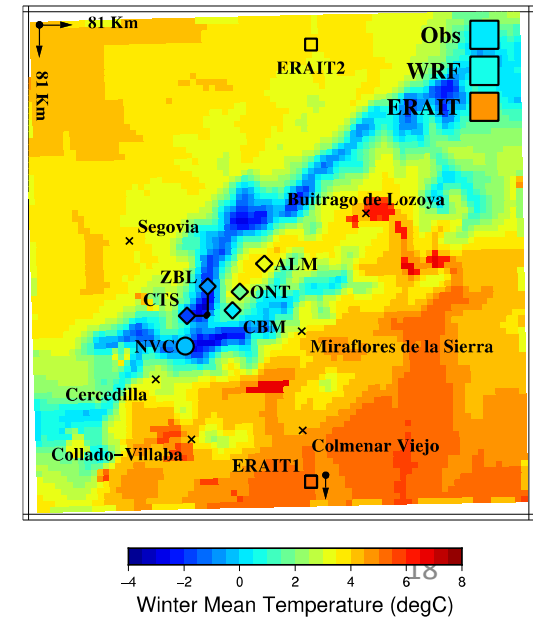 81 Km
81 Km
Obs
WRF
ERAIT
ERAIT2
Buitrago de Lozoya
Segovia
ALM
ZBL
ONT
CTS
CBM
NVC
Miraflores de la Sierra
Cercedilla
Collado-Villaba
Colmenar Viejo
ERAIT1
-4 -2 0 2 4 6 8
18
Winter Mean Temperature (degC)